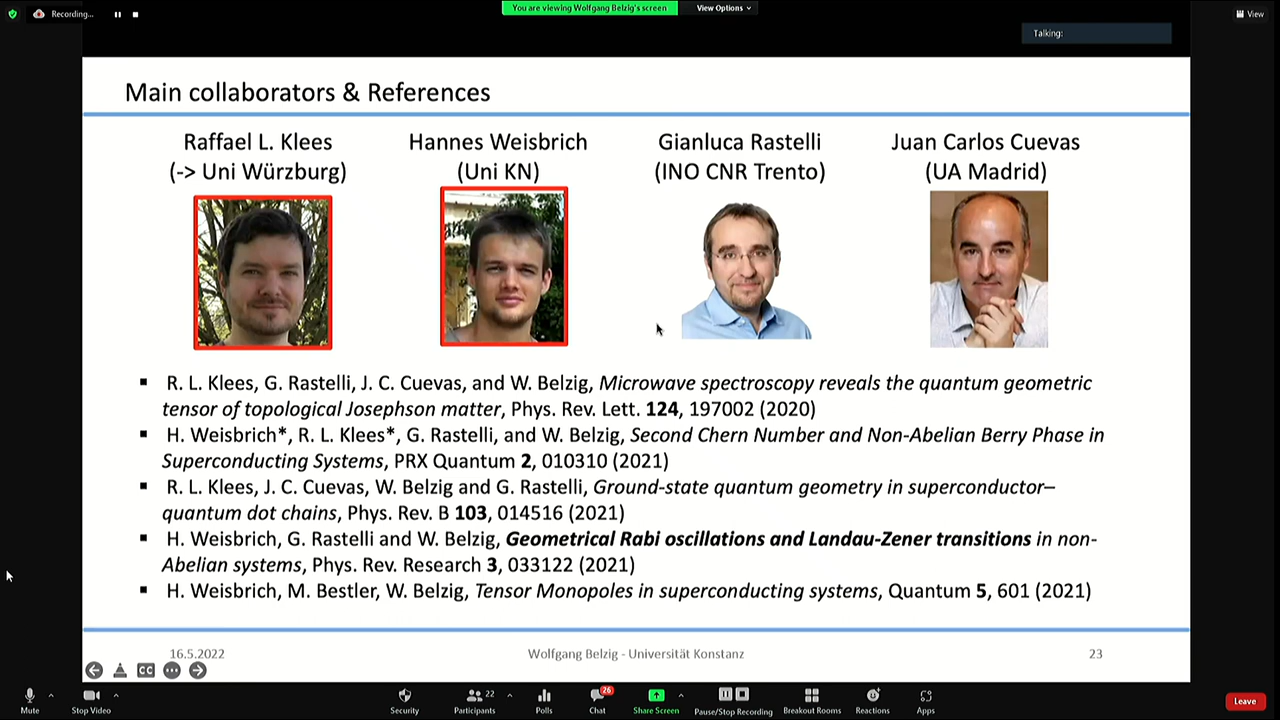 Recording...
You are viewing Wolfgang Belzig's screen
View Options
View
Talking:
Main collaborators & References
Raffael L. Klees
(-> Uni Würzburg)
Hannes Weisbrich
(Uni KN)
Gianluca Rastelli
(INO CNR Trento)
Juan Carlos Cuevas
(UA Madrid)
▪ R. L. Klees, G. Rastelli, J. C. Cuevas, and W. Belzig, Microwave spectroscopy reveals the quantum geometric
tensor of topological Josephson matter, Phys. Rev. Lett. 124, 197002 (2020)
▪ H. Weisbrich*, R. L. Klees*, G. Rastelli, and W. Belzig, Second Chern Number and Non-Abelian Berry Phase in
Superconducting Systems, PRX Quantum 2, 010310 (2021)
▪ R. L. Klees, J. C. Cuevas, W. Belzig and G. Rastelli, Ground-state quantum geometry in superconductor–
quantum dot chains, Phys. Rev. B 103, 014516 (2021)
▪ H. Weisbrich, G. Rastelli and W. Belzig, Geometrical Rabi oscillations and Landau-Zener transitions in non-
Abelian systems, Phys. Rev. Research 3, 033122 (2021)
▪ H. Weisbrich, M. Bestler, W. Belzig, Tensor Monopoles in superconducting systems, Quantum 5, 601 (2021)
16.5.2022
Wolfgang Belzig - Universität Konstanz
23
CC
Mute
Stop Video
Security
22
Participants
Polls
26
Chat
Share Screen
Pause/Stop Recording
Breakout Rooms
Reactions
Apps
Leave